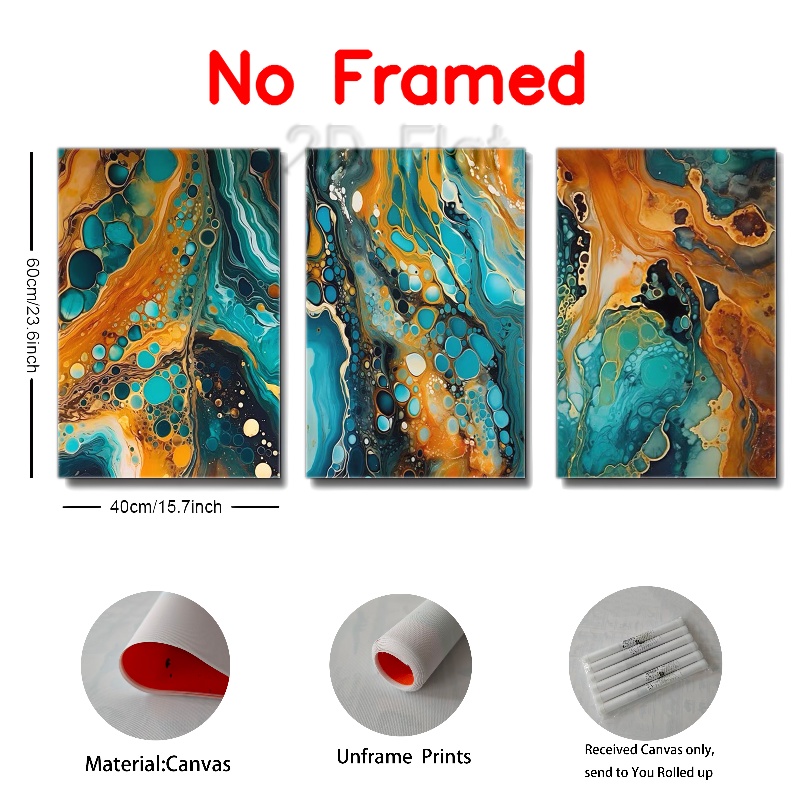 No Framed
2D Flat
60cm/23.6inch
40cm/15.7inch
Material:Canvas
Unframe Prints
Received Canvas only,
send to You Rolled up